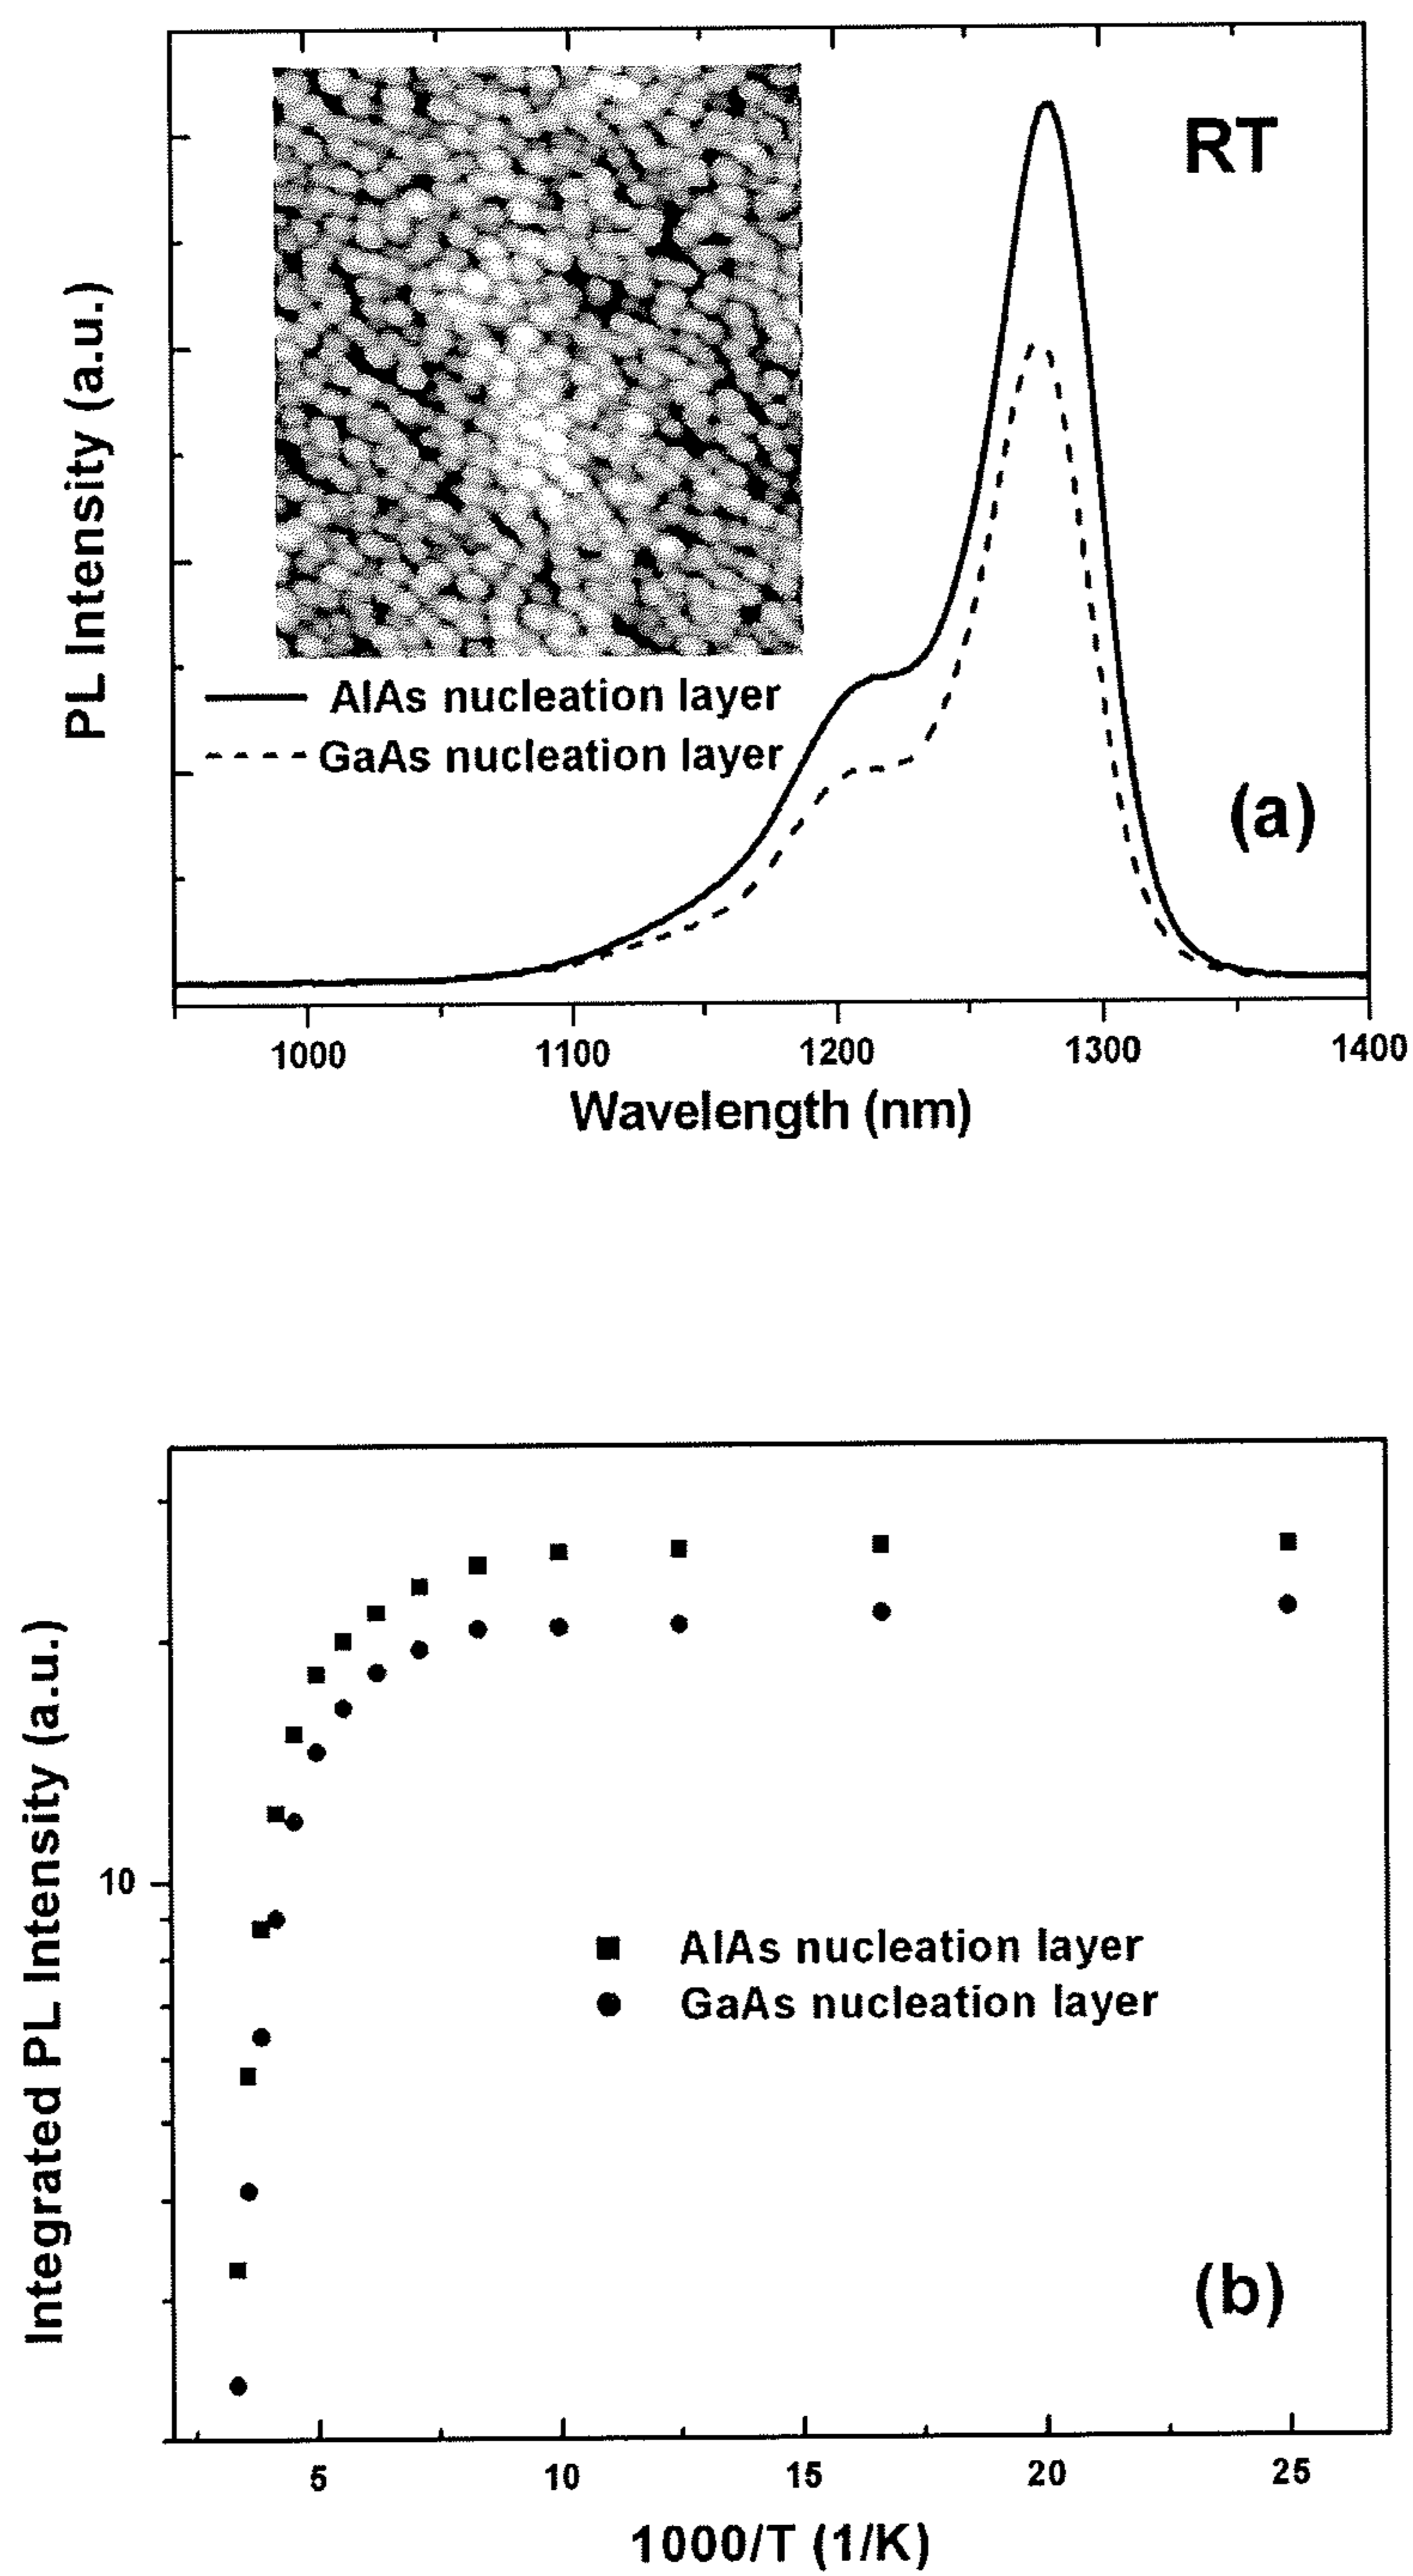 RT
PL Intensity (a.u.)
AlAs nucleation layer
GaAs nucleation layer
(a)
1000 1100 1200 1300 1400
Wavelength (nm)
Integrated PL Intensity (a.u.)
10
AlAs nucleation layer
GaAs nucleation layer
(b)
5 10 15 20 25
1000/T (1/K)